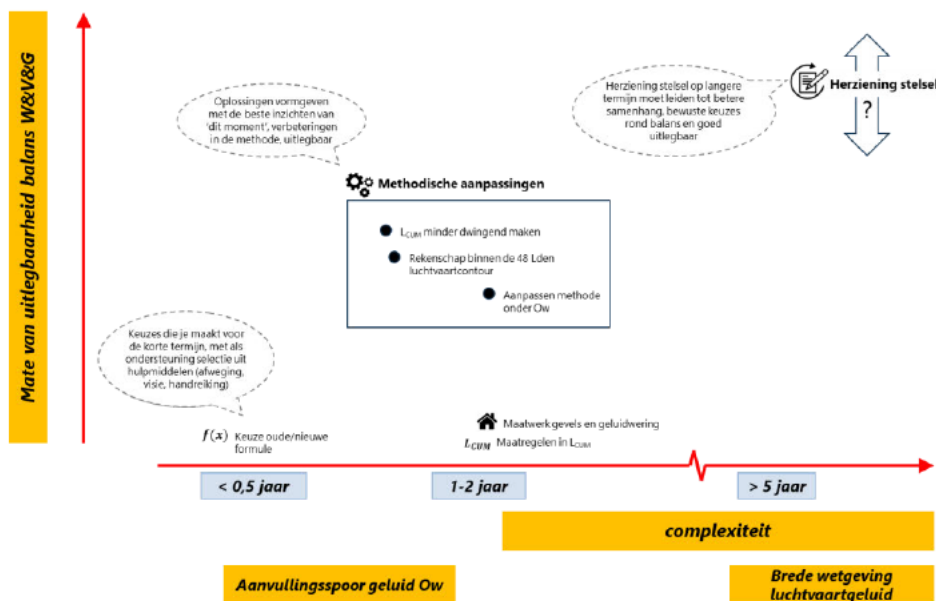 Mate van uitlegbaarheid balans W&V&G
Oplossingen vormgeven
met de beste inzichten van
'dit moment', verbeteringen
in de methode, uitlegbaar
Herziening stelsel op langere
termijn moet leiden tot betere
samenhang, bewuste keuzes
rond balans en goed
uitlegbaar
Herziening stelsel
?
Methodische aanpassingen
LCUM minder dwingend maken
Rekenschap binnen de 48 Lden
luchtvaartcontour
Aanpassen methode
onder Ow
Keuzes die je maakt voor
de korte termijn, met als
ondersteuning selectie uit
hulpmiddelen (afweging,
visie, handreiking)
f(x) Keuze oude/nieuwe
formule
Maatwerk gevels en geluidwering
LCUM Maatregelen in LCUM
< 0,5 jaar
1-2 jaar
> 5 jaar
complexiteit
Aanvullingsspoor geluid Ow
Brede wetgeving
luchtvaartgeluid